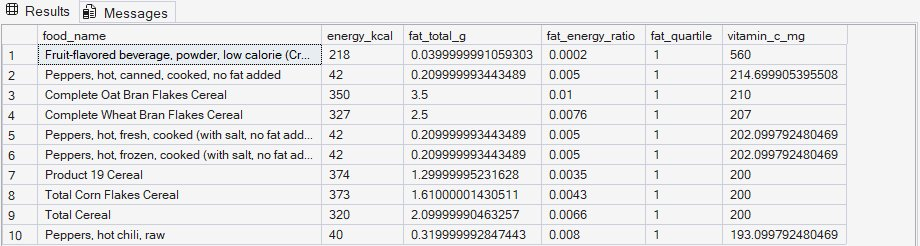 Results Messages
food_name energy_kcal fat_total_g fat_energy_ratio fat_quartile vitamin_c_mg
1 Fruit-flavored beverage, powder, low calorie (Cr... 218 0.0399999991059303 0.0002 1 560
2 Peppers, hot, canned, cooked, no fat added 42 0.209999993443489 0.005 1 214.699905395508
3 Complete Oat Bran Flakes Cereal 350 3.5 0.01 1 210
4 Complete Wheat Bran Flakes Cereal 327 2.5 0.0076 1 207
5 Peppers, hot, fresh, cooked (with salt, no fat add... 42 0.209999993443489 0.005 1 202.099792480469
6 Peppers, hot, frozen, cooked (with salt, no fat ad... 42 0.209999993443489 0.005 1 202.099792480469
7 Product 19 Cereal 374 1.29999995231628 0.0035 1 200
8 Total Corn Flakes Cereal 373 1.61000001430511 0.0043 1 200
9 Total Cereal 320 2.09999990463257 0.0066 1 200
10 Peppers, hot chili, raw 40 0.319999992847443 0.008 1 193.099792480469